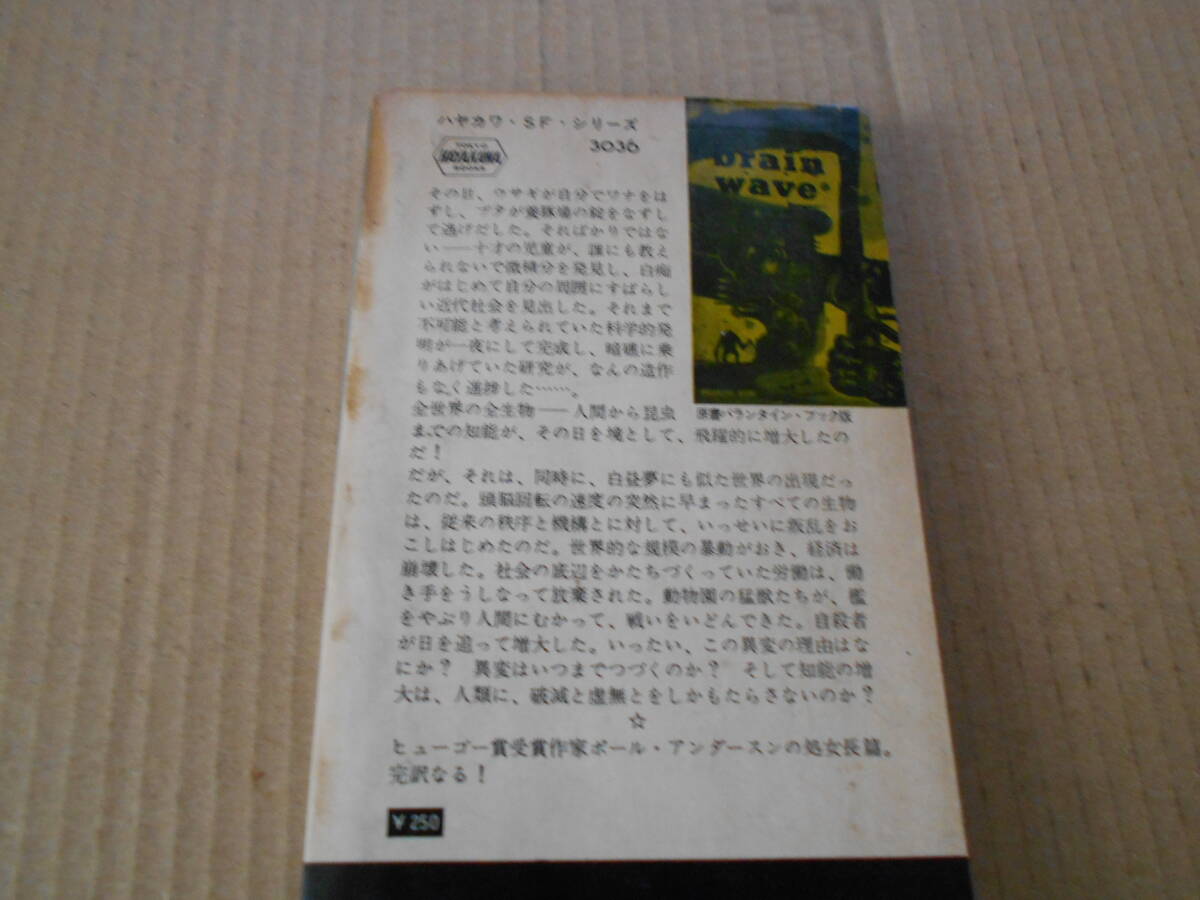 ハヤカワ・SF・シリーズ
3036
TOKYO
HAYAKAWA
BOOKS
brain
wave
その日、ウサギが自分でワナをは
ずし、ブタが養豚場の錠をなずし
て逃げだした。そればかりではな
い——十才の児童が、誰にも教え
られないで微積分を発見し、白痴
がはじめて自分の周囲にすばらし
い近代社会を見出した。それまで
不可能と考えられていた科学的発
明が一夜にして完成し、暗礁に乗
りあげていた研究が、なんの造作
もなく進捗した……。
原書バランタイン・ブック版
全世界の全生物——人間から昆虫
までの知能が、その日を境として、飛躍的に増大したの
だ！
だが、それは、同時に、白昼夢にも似た世界の出現だっ
たのだ。頭脳回転の速度の突然に早まったすべての生物
は、従来の秩序と機構とに対して、いっせいに叛乱をお
こしはじめたのだ。世界的な規模の暴動がおき、経済は
崩壊した。社会の底辺をかたちづくっていた労働は、働
き手をうしなって放棄された。動物園の猛獣たちが、檻
をやぶり人間にむかって、戦いをいどんできた。自殺者
が日を追って増大した。いったい、この異変の理由はな
にか？　異変はいつまでつづくのか？　そして知能の増
大は、人類に、破滅と虚無とをしかもたらさないのか？
☆
ヒューゴー賞受賞作家ポール・アンダースンの処女長篇。
完訳なる！
¥250